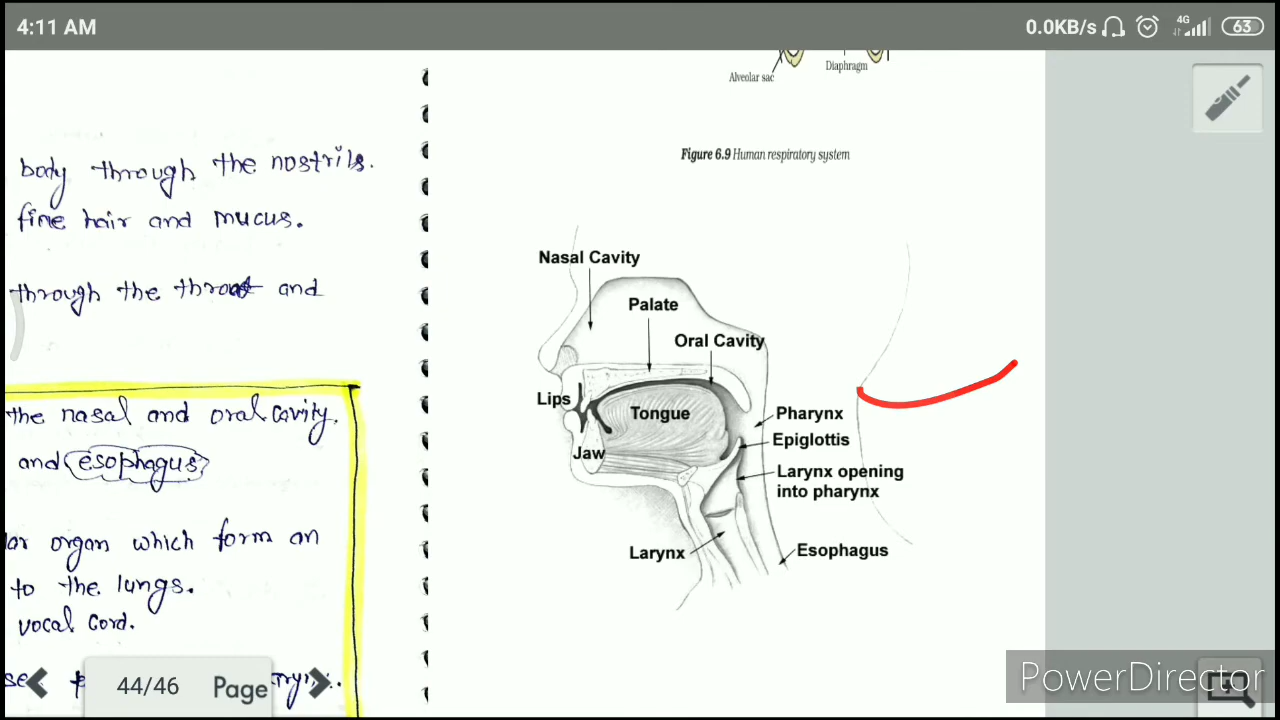 4:11 AM
0.0KB/s 4G 63
Alveolar sac
Diaphragm
Figure 6.9 Human respiratory system
body through the nostrils.
fine hair and mucus.
through the throat and
the nasal and oral cavity.
and esophagus
organ which form an
to the lungs.
vocal cord.
Nasal Cavity
Palate
Oral Cavity
Lips
Tongue
Jaw
Pharynx
Epiglottis
Larynx opening
into pharynx
Larynx
Esophagus
44/46 Page
PowerDirector